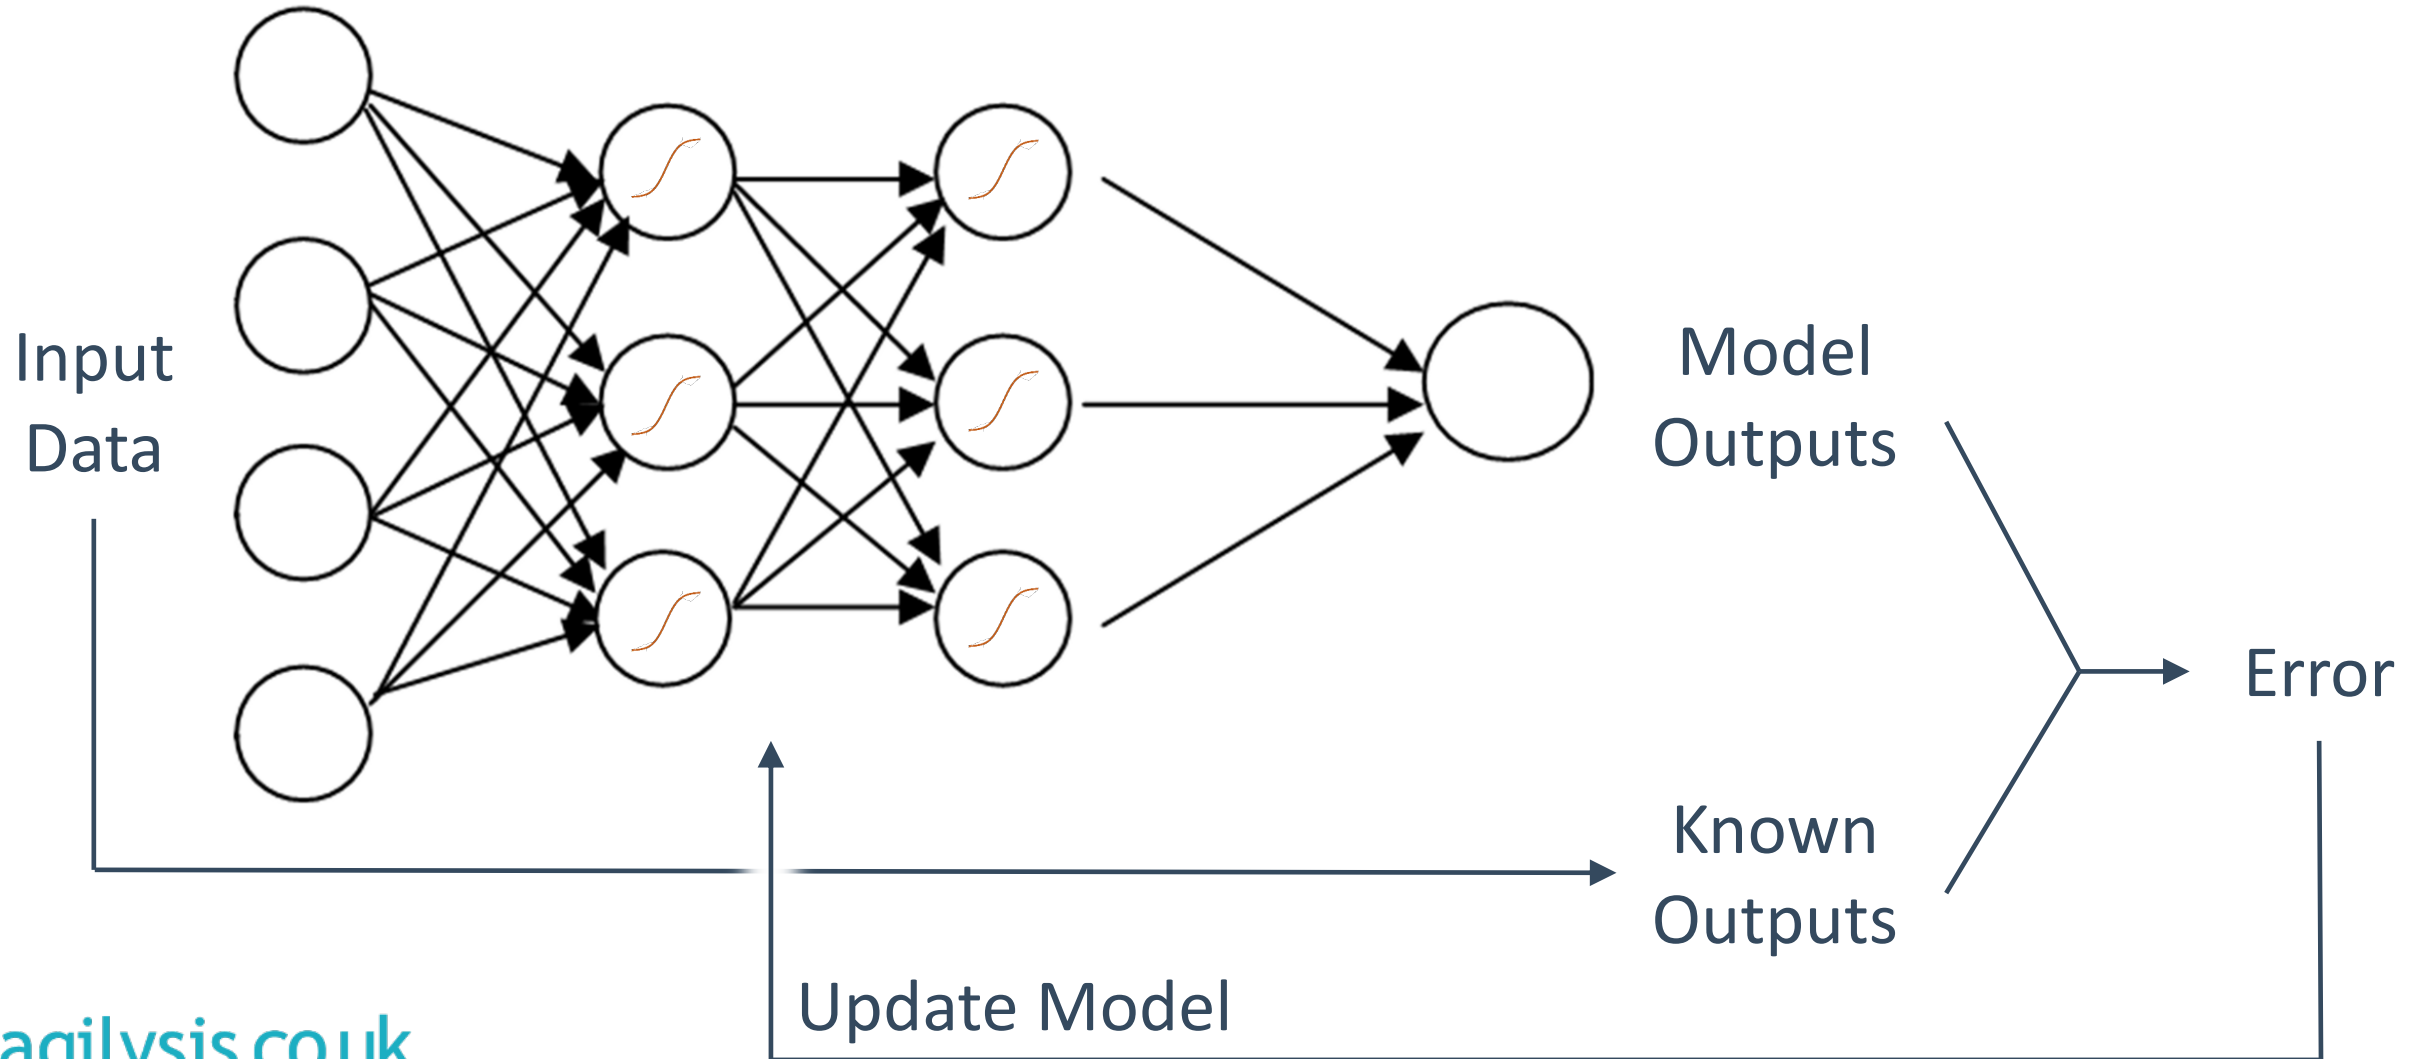 Input
Data
Model
Outputs
Error
Known
Outputs
Update Model
agilysis.co.uk